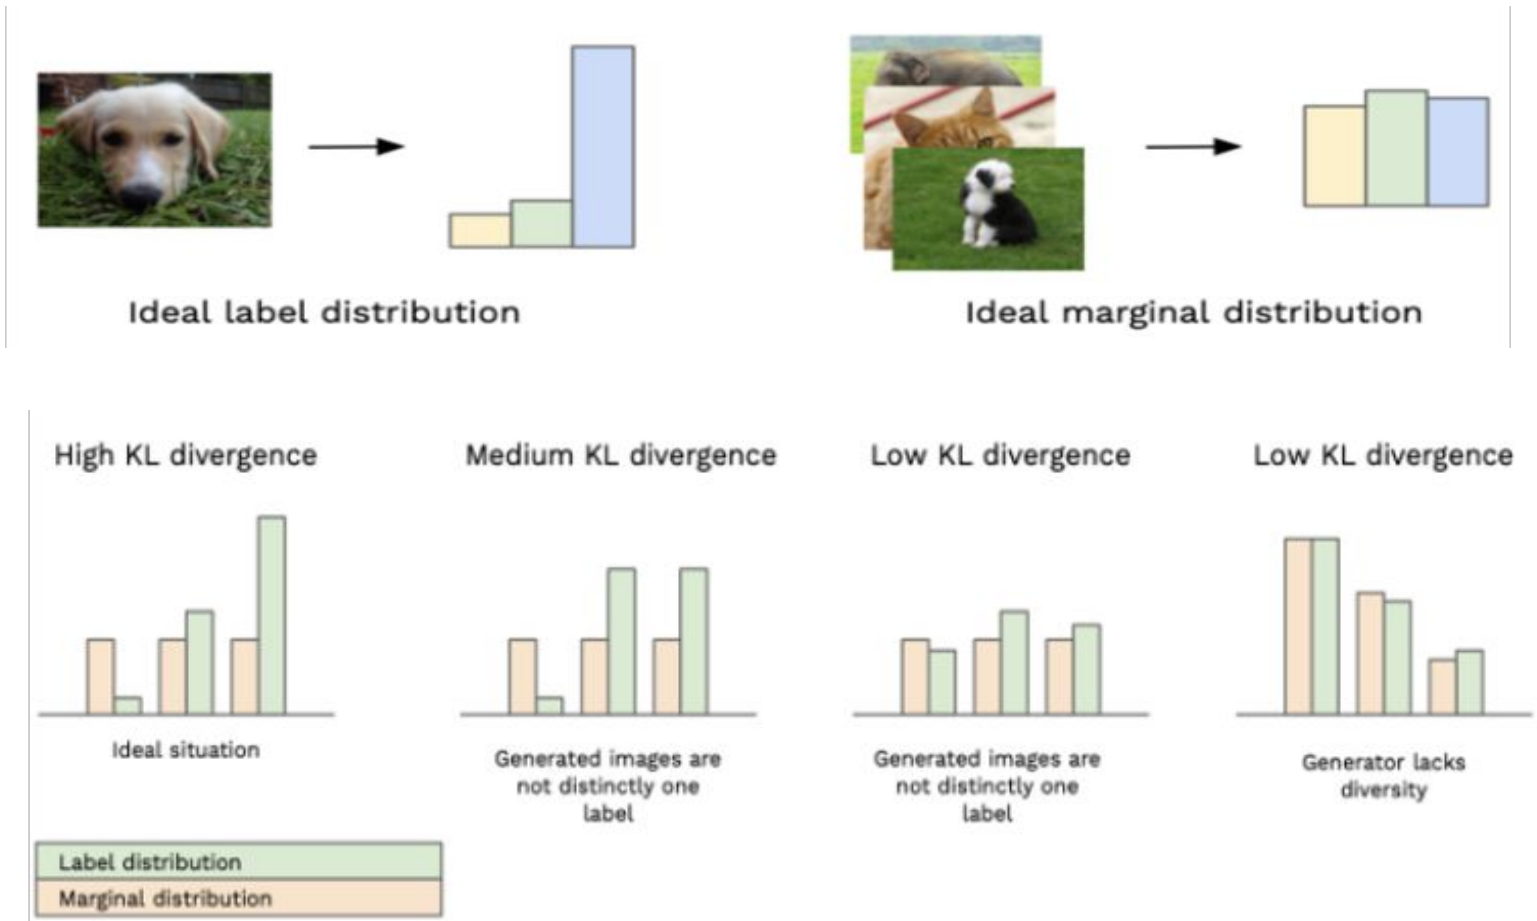 Ideal label distribution
Ideal marginal distribution
High KL divergence
Medium KL divergence
Low KL divergence
Low KL divergence
Ideal situation
Generated images are
not distinctly one
label
Generated images are
not distinctly one
label
Generator lacks
diversity
Label distribution
Marginal distribution